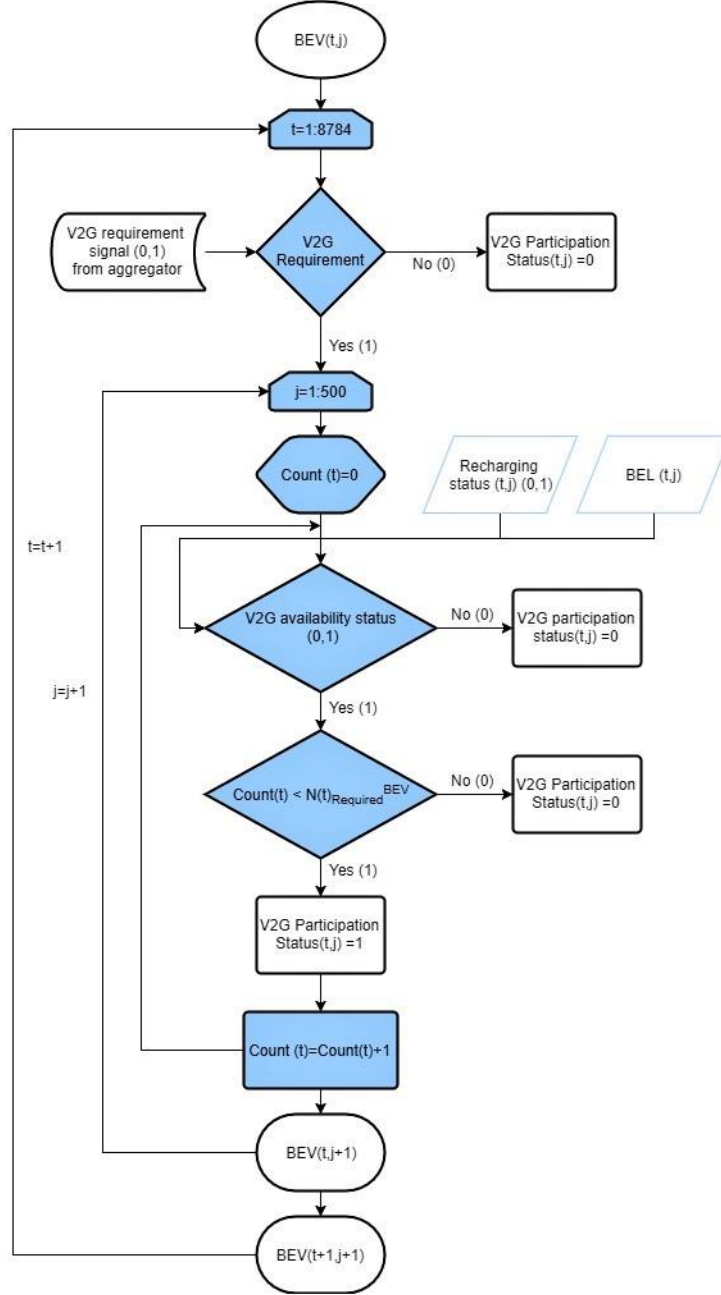 BEV(t,j)
t=1:8784
V2G requirement
signal (0,1)
from aggregator
V2G
Requirement
No (0)
V2G Participation
Status(t,j) =0
Yes (1)
j=1:500
Count (t)=0
Recharging
status (t,j) (0,1)
BEL (t,j)
t=t+1
V2G availability status
(0,1)
No (0)
V2G participation
status(t,j) =0
j=j+1
Yes (1)
Count(t) < N(t)RequiredBEV
No (0)
V2G Participation
Status(t,j) =0
Yes (1)
V2G Participation
Status(t,j) =1
Count (t)=Count(t)+1
BEV(t,j+1)
BEV(t+1,j+1)